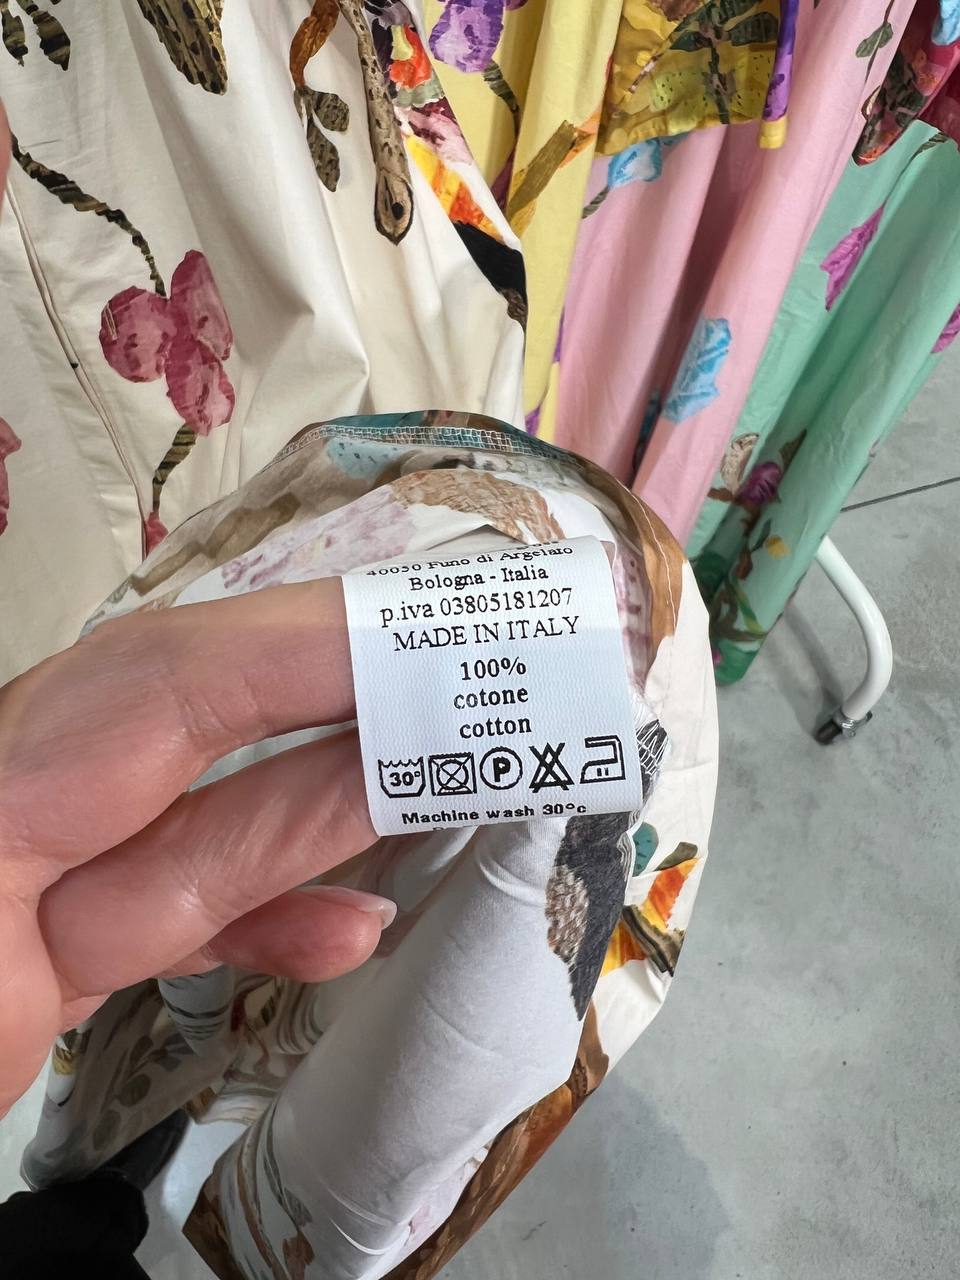 40050 Funo di Argelato
Bologna - Italia
p.iva 03805181207
MADE IN ITALY
100%
cotone
cotton
30°
P
Machine wash 30°c